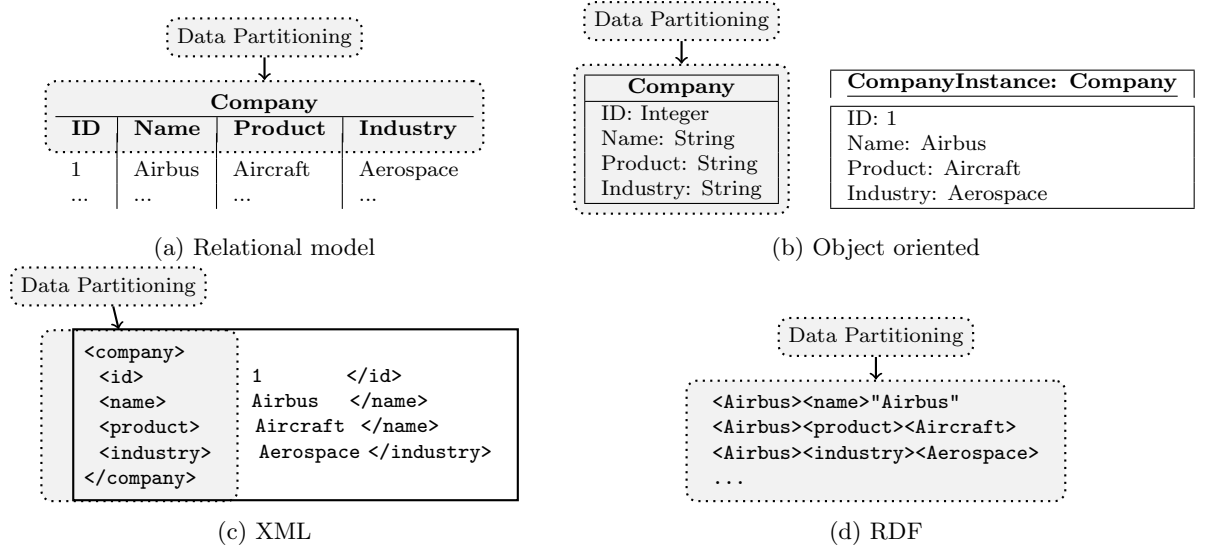 Data Partitioning
Company
ID Name Product Industry
1 Airbus Aircraft Aerospace
... ... ... ...
(a) Relational model
Data Partitioning
Company
ID: Integer
Name: String
Product: String
Industry: String
CompanyInstance: Company
ID: 1
Name: Airbus
Product: Aircraft
Industry: Aerospace
(b) Object oriented
Data Partitioning
<company>
<id> 1 </id>
<name> Airbus </name>
<product> Aircraft </name>
<industry> Aerospace </industry>
</company>
(c) XML
Data Partitioning
<Airbus><name>"Airbus"
<Airbus><product><Aircraft>
<Airbus><industry><Aerospace>
...
(d) RDF